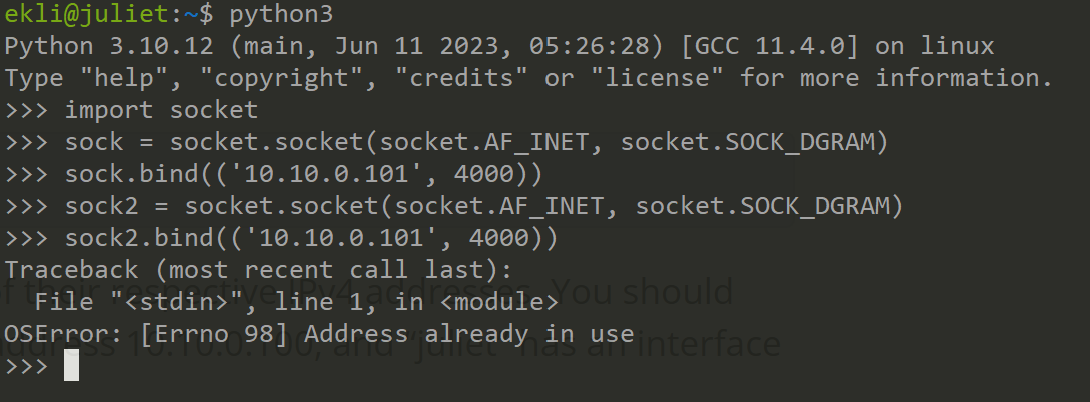 ekli@juliet:~$ python3
Python 3.10.12 (main, Jun 11 2023, 05:26:28) [GCC 11.4.0] on linux
Type "help", "copyright", "credits" or "license" for more information.
>>> import socket
>>> sock = socket.socket(socket.AF_INET, socket.SOCK_DGRAM)
>>> sock.bind(('10.10.0.101', 4000))
>>> sock2 = socket.socket(socket.AF_INET, socket.SOCK_DGRAM)
>>> sock2.bind(('10.10.0.101', 4000))
Traceback (most recent call last):
of their respective IPv4 addresses. You should
  File "<stdin>", line 1, in <module>
OSError: [Errno 98] Address already in use
address 10.10.0.100, and "juliet" has an interface
>>>